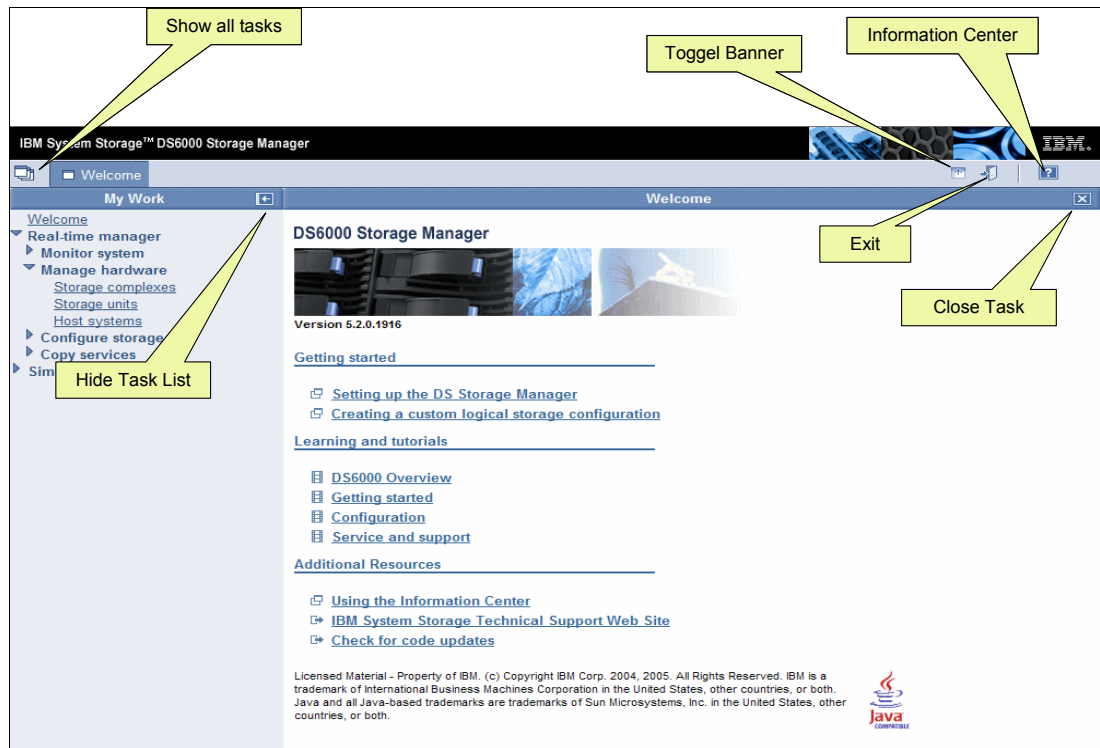 Show all tasks
Toggel Banner
Information Center
IBM System Storage™ DS6000 Storage Manager
IBM.
Welcome
?
My Work
Welcome
Welcome
Real-time manager
Monitor system
Manage hardware
Storage complexes
Storage units
Host systems
Configure storage
Copy services
Sim
Hide Task List
Exit
Close Task
DS6000 Storage Manager
Version 5.2.0.1916
Getting started
Setting up the DS Storage Manager
Creating a custom logical storage configuration
Learning and tutorials
DS6000 Overview
Getting started
Configuration
Service and support
Additional Resources
Using the Information Center
IBM System Storage Technical Support Web Site
Check for code updates
Licensed Material - Property of IBM. (c) Copyright IBM Corp. 2004, 2005. All Rights Reserved. IBM is a
trademark of International Business Machines Corporation in the United States, other countries, or both.
Java and all Java-based trademarks are trademarks of Sun Microsystems, Inc. in the United States, other
countries, or both.
Java
COMPATIBLE